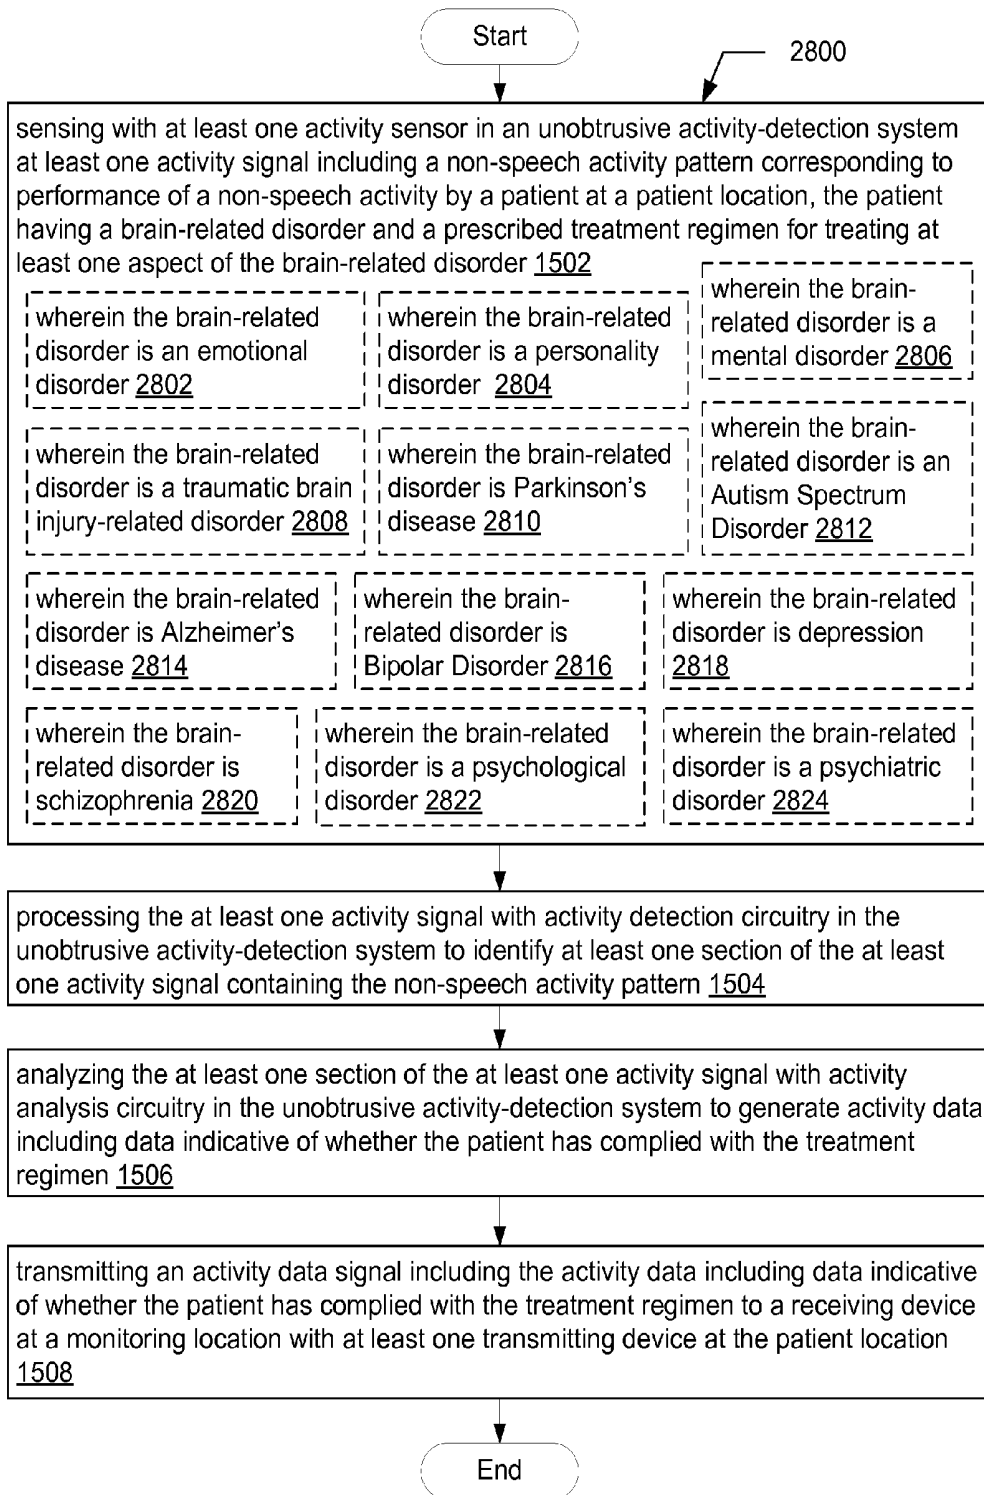 Start
2800
sensing with at least one activity sensor in an unobtrusive activity-detection system
at least one activity signal including a non-speech activity pattern corresponding to
performance of a non-speech activity by a patient at a patient location, the patient
having a brain-related disorder and a prescribed treatment regimen for treating at
least one aspect of the brain-related disorder 1502
wherein the brain-related
disorder is an emotional
disorder 2802
wherein the brain-related
disorder is a personality
disorder 2804
wherein the brain-
related disorder is a
mental disorder 2806
wherein the brain-related
disorder is a traumatic brain
injury-related disorder 2808
wherein the brain-related
disorder is Parkinson's
disease 2810
wherein the brain-
related disorder is an
Autism Spectrum
Disorder 2812
wherein the brain-related
disorder is Alzheimer's
disease 2814
wherein the brain-
related disorder is
Bipolar Disorder 2816
wherein the brain-related
disorder is depression
2818
wherein the brain-
related disorder is
schizophrenia 2820
wherein the brain-related
disorder is a psychological
disorder 2822
wherein the brain-related
disorder is a psychiatric
disorder 2824
processing the at least one activity signal with activity detection circuitry in the
unobtrusive activity-detection system to identify at least one section of the at least
one activity signal containing the non-speech activity pattern 1504
analyzing the at least one section of the at least one activity signal with activity
analysis circuitry in the unobtrusive activity-detection system to generate activity data
including data indicative of whether the patient has complied with the treatment
regimen 1506
transmitting an activity data signal including the activity data including data indicative
of whether the patient has complied with the treatment regimen to a receiving device
at a monitoring location with at least one transmitting device at the patient location
1508
End